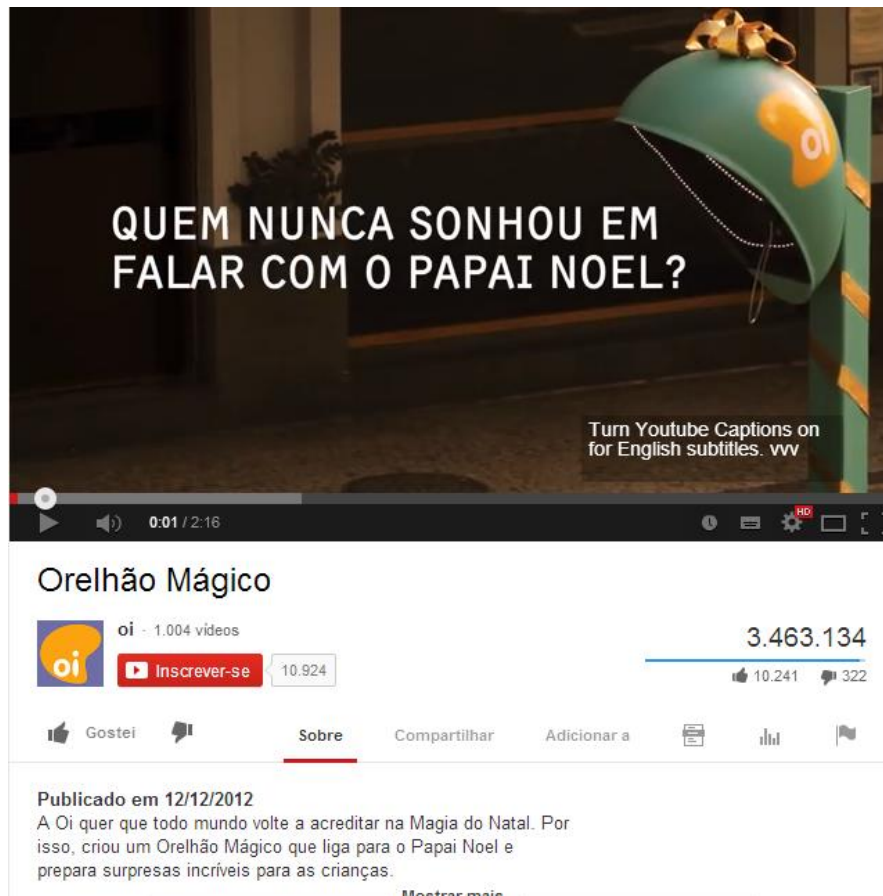 oi
QUEM NUNCA SONHOU EM
FALAR COM O PAPAI NOEL?
Turn Youtube Captions on
for English subtitles. vvv
0:01 / 2:16
HD
Orelhão Mágico
oi
oi · 1.004 vídeos
Inscrever-se 10.924
3.463.134
10.241 322
Gostei Sobre Compartilhar Adicionar a
Publicado em 12/12/2012
A Oi quer que todo mundo volte a acreditar na Magia do Natal. Por
isso, criou um Orelhão Mágico que liga para o Papai Noel e
prepara surpresas incríveis para as crianças.
Mostrar mais